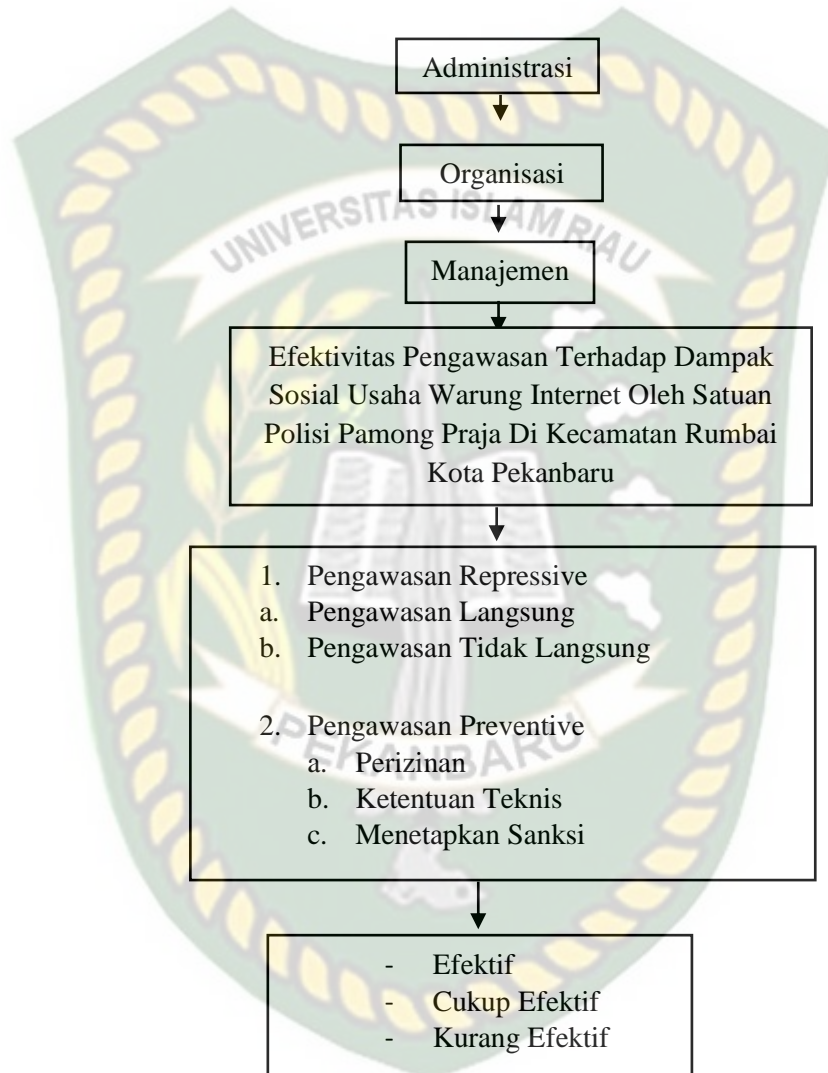 Administrasi
Organisasi
UNIVERSITAS ISLAM RIAU
Manajemen
Efektivitas Pengawasan Terhadap Dampak
Sosial Usaha Warung Internet Oleh Satuan
Polisi Pamong Praja Di Kecamatan Rumbai
Kota Pekanbaru
1. Pengawasan Repressive
a. Pengawasan Langsung
b. Pengawasan Tidak Langsung
2. Pengawasan Preventive
PEKANBARU
a. Perizinan
b. Ketentuan Teknis
c. Menetapkan Sanksi
- Efektif
- Cukup Efektif
- Kurang Efektif